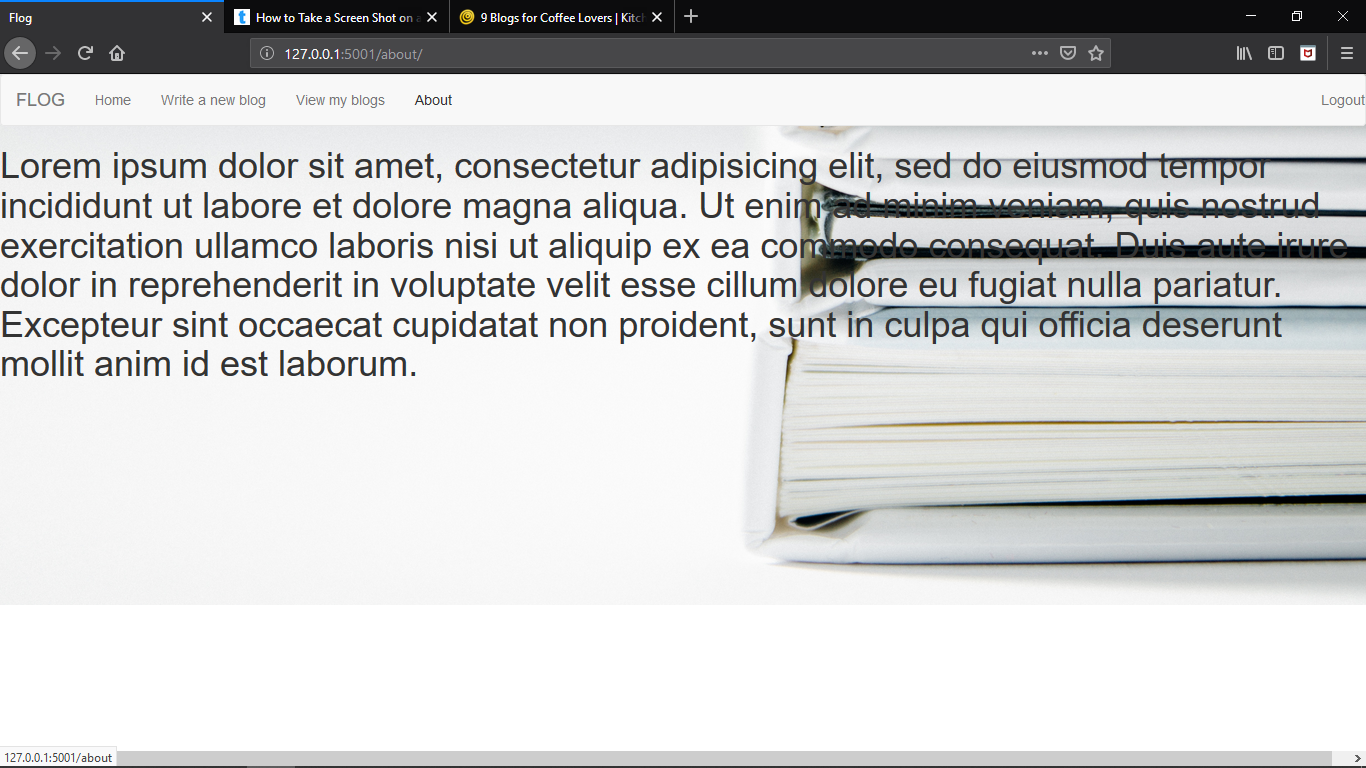 Flog
How to Take a Screen Shot on a
9 Blogs for Coffee Lovers | Kitch
127.0.0.1:5001/about/
FLOG Home Write a new blog View my blogs About Logout
Lorem ipsum dolor sit amet, consectetur adipisicing elit, sed do eiusmod tempor
incididunt ut labore et dolore magna aliqua. Ut enim ad minim veniam, quis nostrud
exercitation ullamco laboris nisi ut aliquip ex ea commodo consequat. Duis aute irure
dolor in reprehenderit in voluptate velit esse cillum dolore eu fugiat nulla pariatur.
Excepteur sint occaecat cupidatat non proident, sunt in culpa qui officia deserunt
mollit anim id est laborum.
127.0.0.1:5001/about